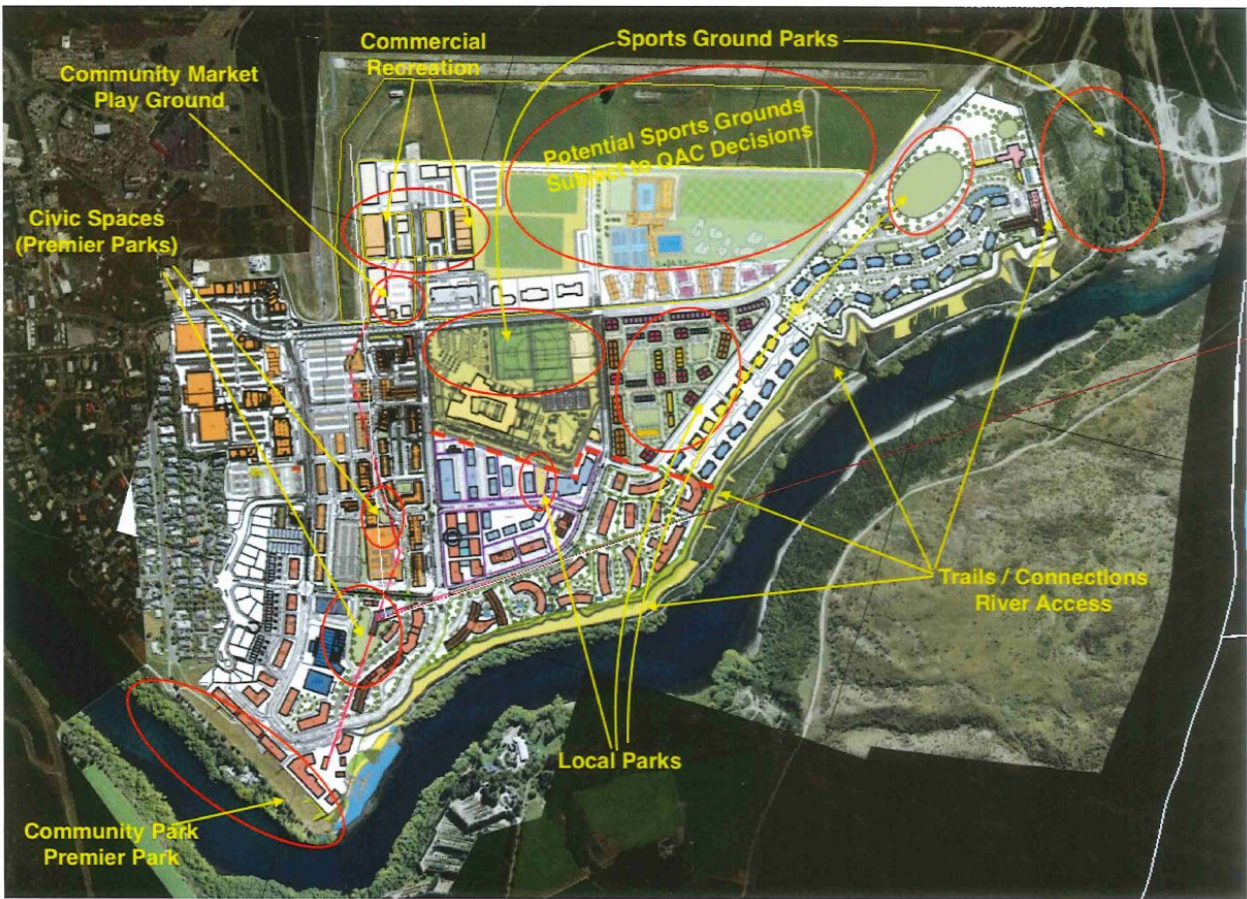 Sports Ground Parks
Commercial
Recreation
Community Market
Play Ground
Potential Sports Grounds
Subject to QAC Decisions
Civic Spaces
(Premier Parks)
Trails / Connections
River Access
Local Parks
Community Park
Premier Park